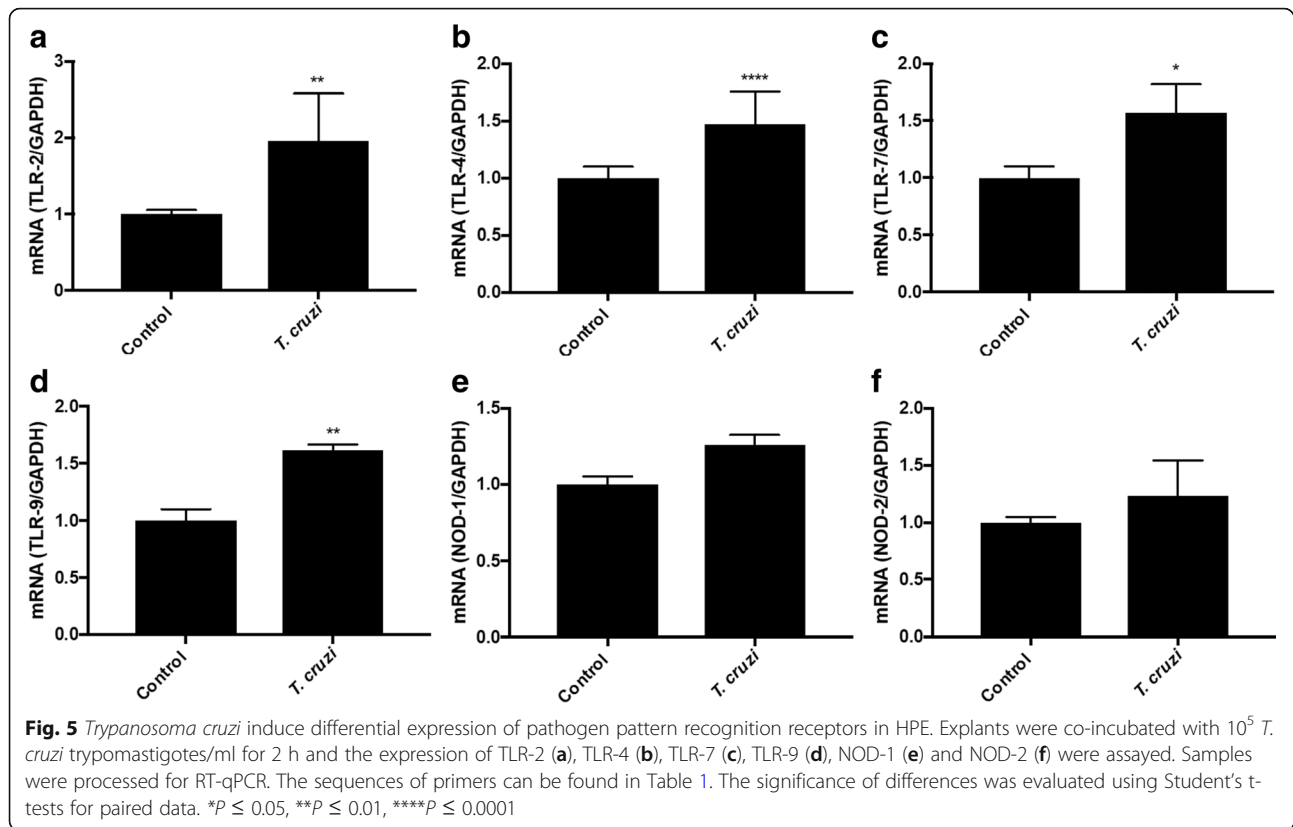 a
mRNA (TLR-2/GAPDH)
3
2
1
0
**
Control
T. cruzi
b
mRNA (TLR-4/GAPDH)
2.0
1.5
1.0
0.5
0.0
****
Control
T. cruzi
c
mRNA (TLR-7/GAPDH)
2.0
1.5
1.0
0.5
0.0
*
Control
T. cruzi
d
mRNA (TLR-9/GAPDH)
2.0
1.5
1.0
0.5
0.0
**
Control
T. cruzi
e
mRNA (NOD-1/GAPDH)
1.5
1.0
0.5
0.0
Control
T. cruzi
f
mRNA (NOD-2/GAPDH)
2.0
1.5
1.0
0.5
0.0
Control
T. cruzi
Fig. 5 Trypanosoma cruzi induce differential expression of pathogen pattern recognition receptors in HPE. Explants were co-incubated with 10⁵ T.
cruzi trypomastigotes/ml for 2 h and the expression of TLR-2 (a), TLR-4 (b), TLR-7 (c), TLR-9 (d), NOD-1 (e) and NOD-2 (f) were assayed. Samples
were processed for RT-qPCR. The sequences of primers can be found in Table 1. The significance of differences was evaluated using Student's t-
tests for paired data. *P ≤ 0.05, **P ≤ 0.01, ****P ≤ 0.0001